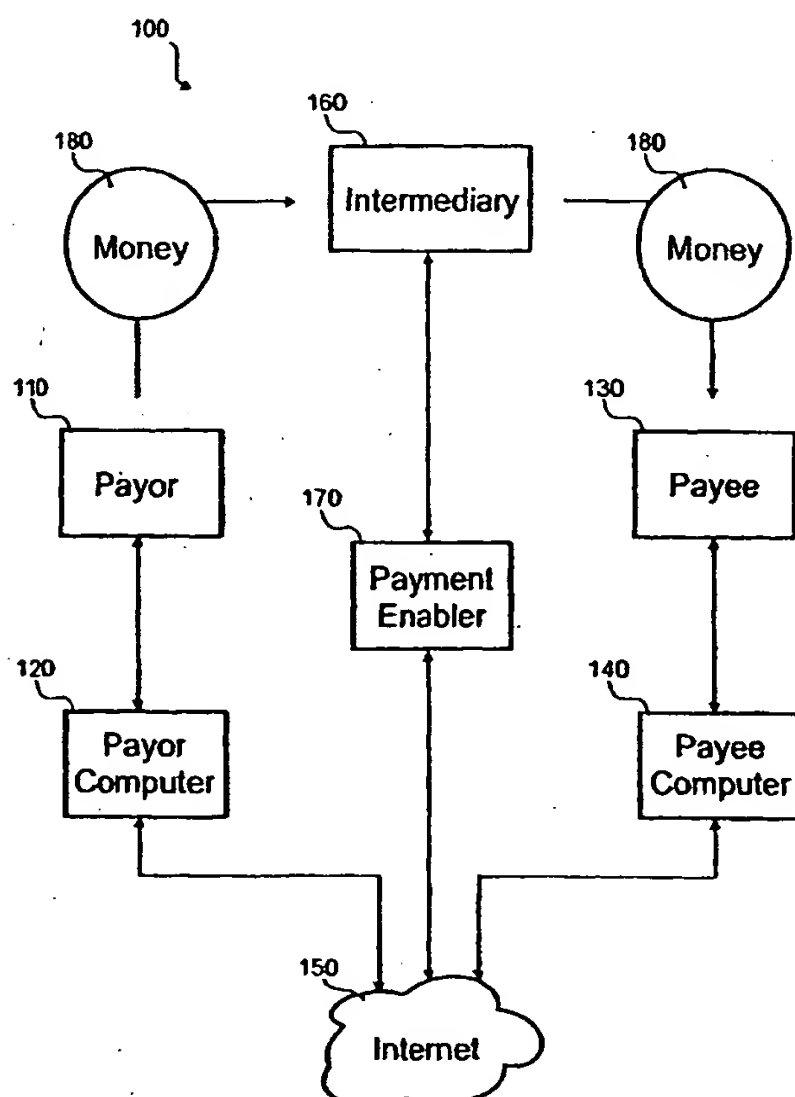 100
160
180
180
Intermediary
Money
Money
110
130
Payor
170
Payee
Payment
Enabler
120
140
Payor
Computer
Payee
Computer
150
Internet